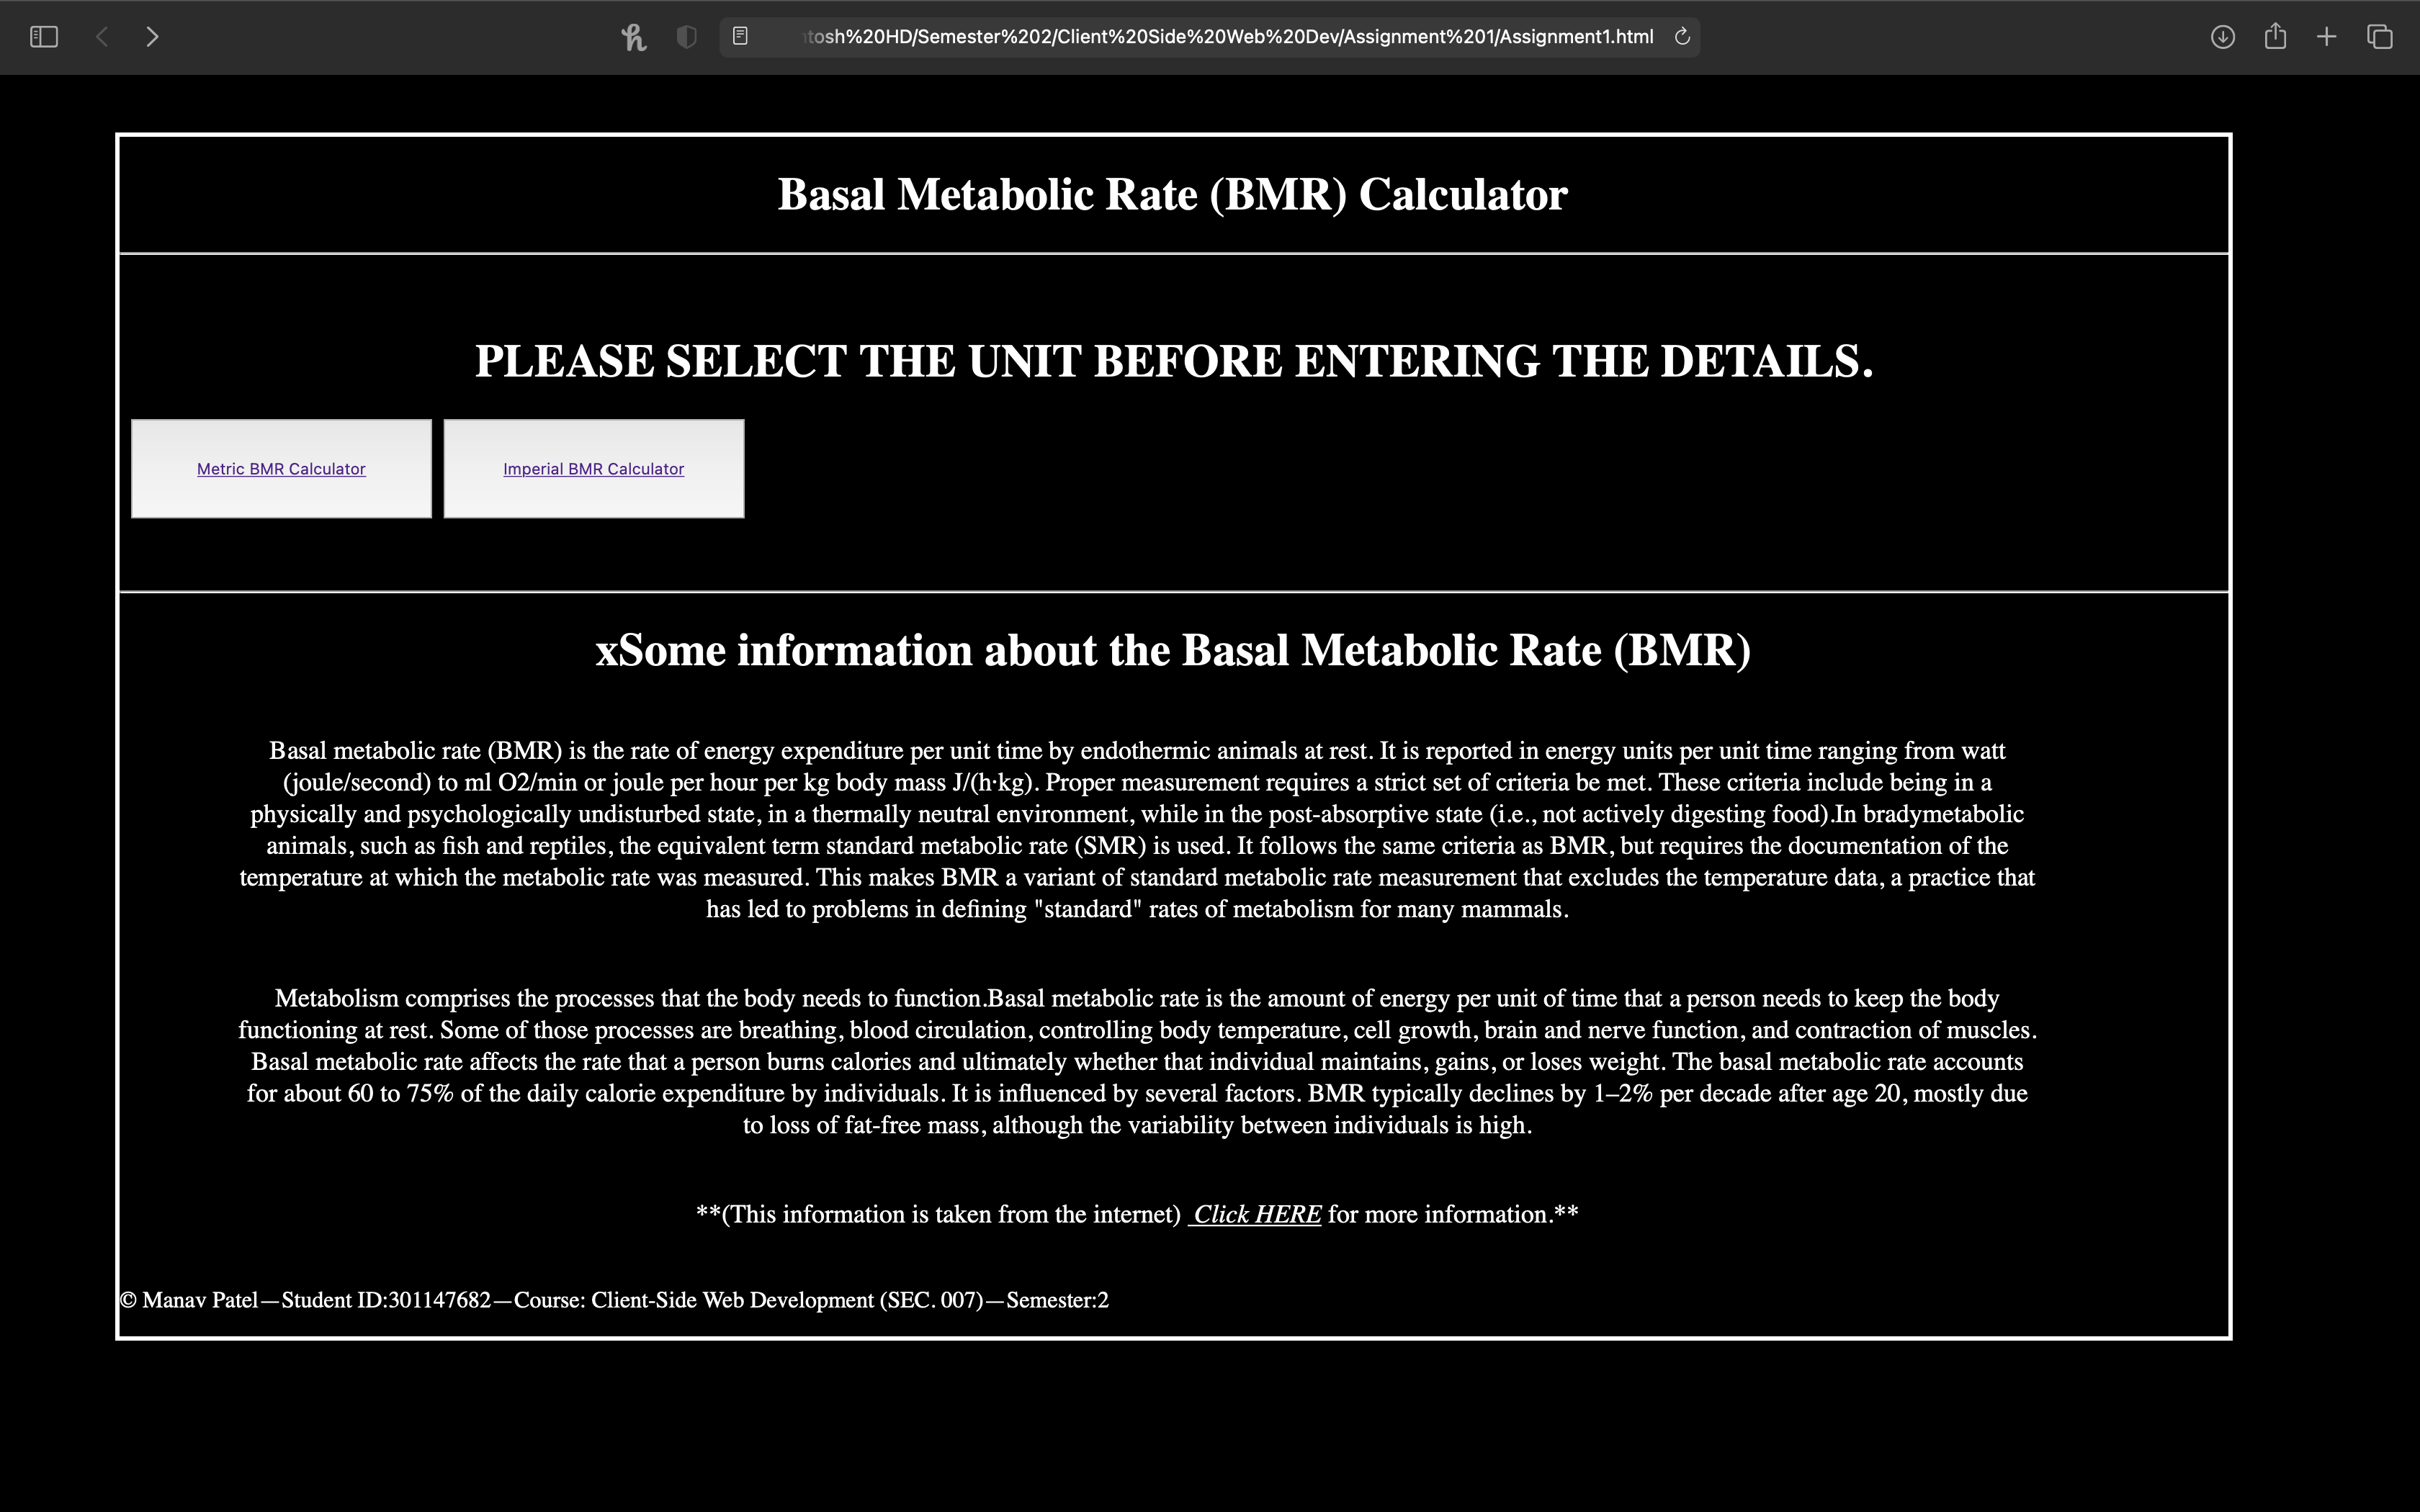 tosh%20HD/Semester%202/Client%20Side%20Web%20Dev/Assignment%201/Assignment1.html
Basal Metabolic Rate (BMR) Calculator
PLEASE SELECT THE UNIT BEFORE ENTERING THE DETAILS.
Metric BMR Calculator
Imperial BMR Calculator
xSome information about the Basal Metabolic Rate (BMR)
Basal metabolic rate (BMR) is the rate of energy expenditure per unit time by endothermic animals at rest. It is reported in energy units per unit time ranging from watt
(joule/second) to ml O2/min or joule per hour per kg body mass J/(h·kg). Proper measurement requires a strict set of criteria be met. These criteria include being in a
physically and psychologically undisturbed state, in a thermally neutral environment, while in the post-absorptive state (i.e., not actively digesting food).In bradymetabolic
animals, such as fish and reptiles, the equivalent term standard metabolic rate (SMR) is used. It follows the same criteria as BMR, but requires the documentation of the
temperature at which the metabolic rate was measured. This makes BMR a variant of standard metabolic rate measurement that excludes the temperature data, a practice that
has led to problems in defining "standard" rates of metabolism for many mammals.
Metabolism comprises the processes that the body needs to function.Basal metabolic rate is the amount of energy per unit of time that a person needs to keep the body
functioning at rest. Some of those processes are breathing, blood circulation, controlling body temperature, cell growth, brain and nerve function, and contraction of muscles.
Basal metabolic rate affects the rate that a person burns calories and ultimately whether that individual maintains, gains, or loses weight. The basal metabolic rate accounts
for about 60 to 75% of the daily calorie expenditure by individuals. It is influenced by several factors. BMR typically declines by 1–2% per decade after age 20, mostly due
to loss of fat-free mass, although the variability between individuals is high.
**(This information is taken from the internet) Click HERE for more information.**
© Manav Patel—Student ID:301147682—Course: Client-Side Web Development (SEC. 007)—Semester:2